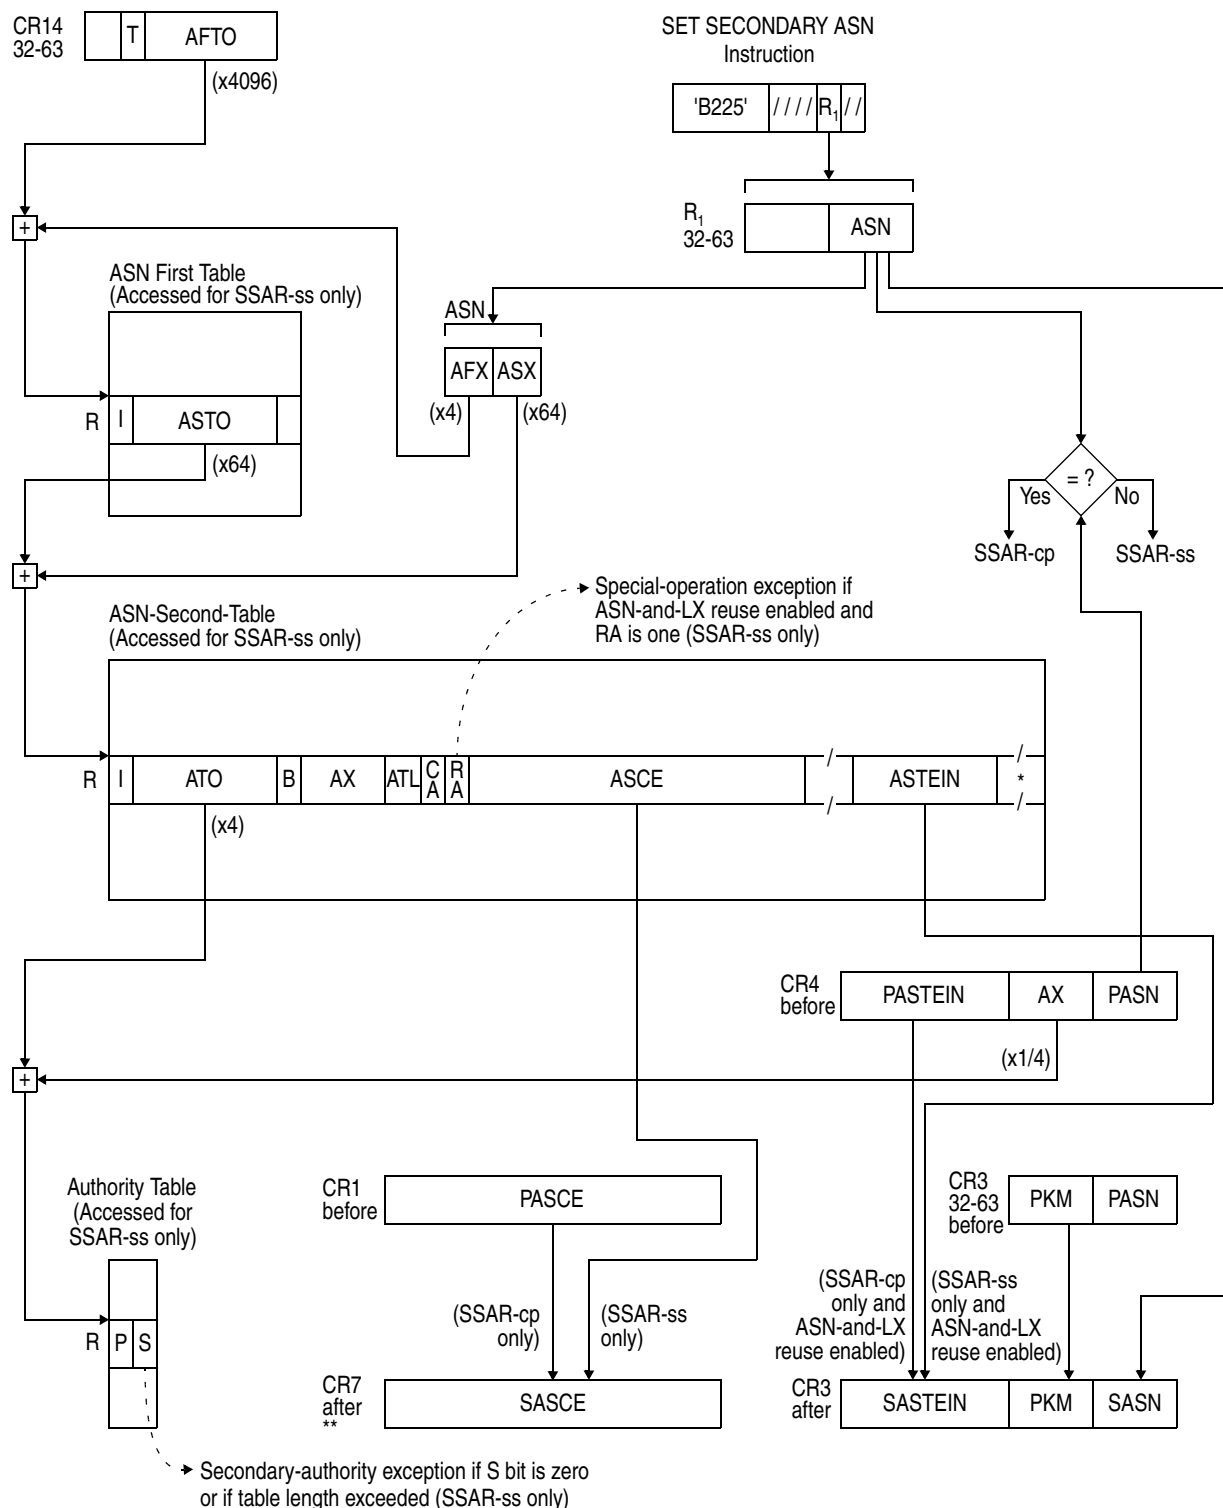 CR14
32-63
T
AFTO
(x4096)
SET SECONDARY ASN
Instruction
'B225'
////
R1
//
R1
32-63
ASN
+
ASN First Table
(Accessed for SSAR-ss only)
ASN
AFX
ASX
(x4)
(x64)
R
I
ASTO
(x64)
= ?
Yes
No
SSAR-cp
SSAR-ss
+
ASN-Second-Table
(Accessed for SSAR-ss only)
Special-operation exception if
ASN-and-LX reuse enabled and
RA is one (SSAR-ss only)
R
I
ATO
B
AX
ATL
CA
RA
ASCE
/
/
ASTEIN
/
*
/
(x4)
CR4
before
PASTEIN
AX
PASN
(x1/4)
+
Authority Table
(Accessed for
SSAR-ss only)
CR1
before
PASCE
CR3
32-63
before
PKM
PASN
(SSAR-cp
only)
(SSAR-ss
only)
(SSAR-cp
only and
ASN-and-LX
reuse enabled)
(SSAR-ss
only and
ASN-and-LX
reuse enabled)
R
P
S
CR7
after
**
SASCE
CR3
after
SASTEIN
PKM
SASN
Secondary-authority exception if S bit is zero
or if table length exceeded (SSAR-ss only)